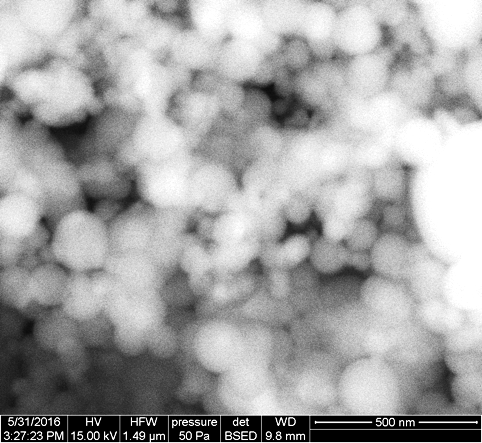 5/31/2016 HV HFW pressure det WD
500 nm
3:27:23 PM 15.00 kV 1.49 µm 50 Pa BSED 9.8 mm